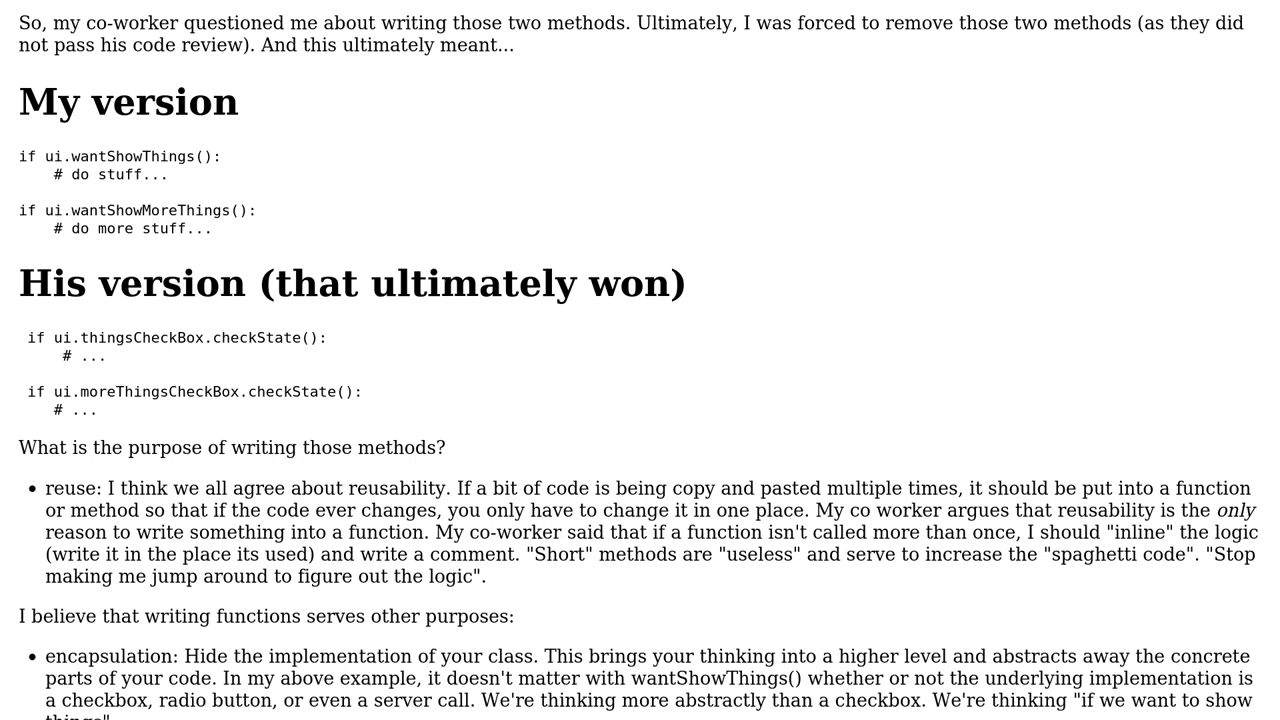 So, my co-worker questioned me about writing those two methods. Ultimately, I was forced to remove those two methods (as they did
not pass his code review). And this ultimately meant...
My version
if ui.wantShowThings():
    # do stuff...
if ui.wantShowMoreThings():
    # do more stuff...
His version (that ultimately won)
 if ui.thingsCheckBox.checkState():
     # ...
 if ui.moreThingsCheckBox.checkState():
    # ...
What is the purpose of writing those methods?
• reuse: I think we all agree about reusability. If a bit of code is being copy and pasted multiple times, it should be put into a function
or method so that if the code ever changes, you only have to change it in one place. My co worker argues that reusability is the only
reason to write something into a function. My co-worker said that if a function isn't called more than once, I should "inline" the logic
(write it in the place its used) and write a comment. "Short" methods are "useless" and serve to increase the "spaghetti code". "Stop
making me jump around to figure out the logic".
I believe that writing functions serves other purposes:
• encapsulation: Hide the implementation of your class. This brings your thinking into a higher level and abstracts away the concrete
parts of your code. In my above example, it doesn't matter with wantShowThings() whether or not the underlying implementation is
a checkbox, radio button, or even a server call. We're thinking more abstractly than a checkbox. We're thinking "if we want to show
things"